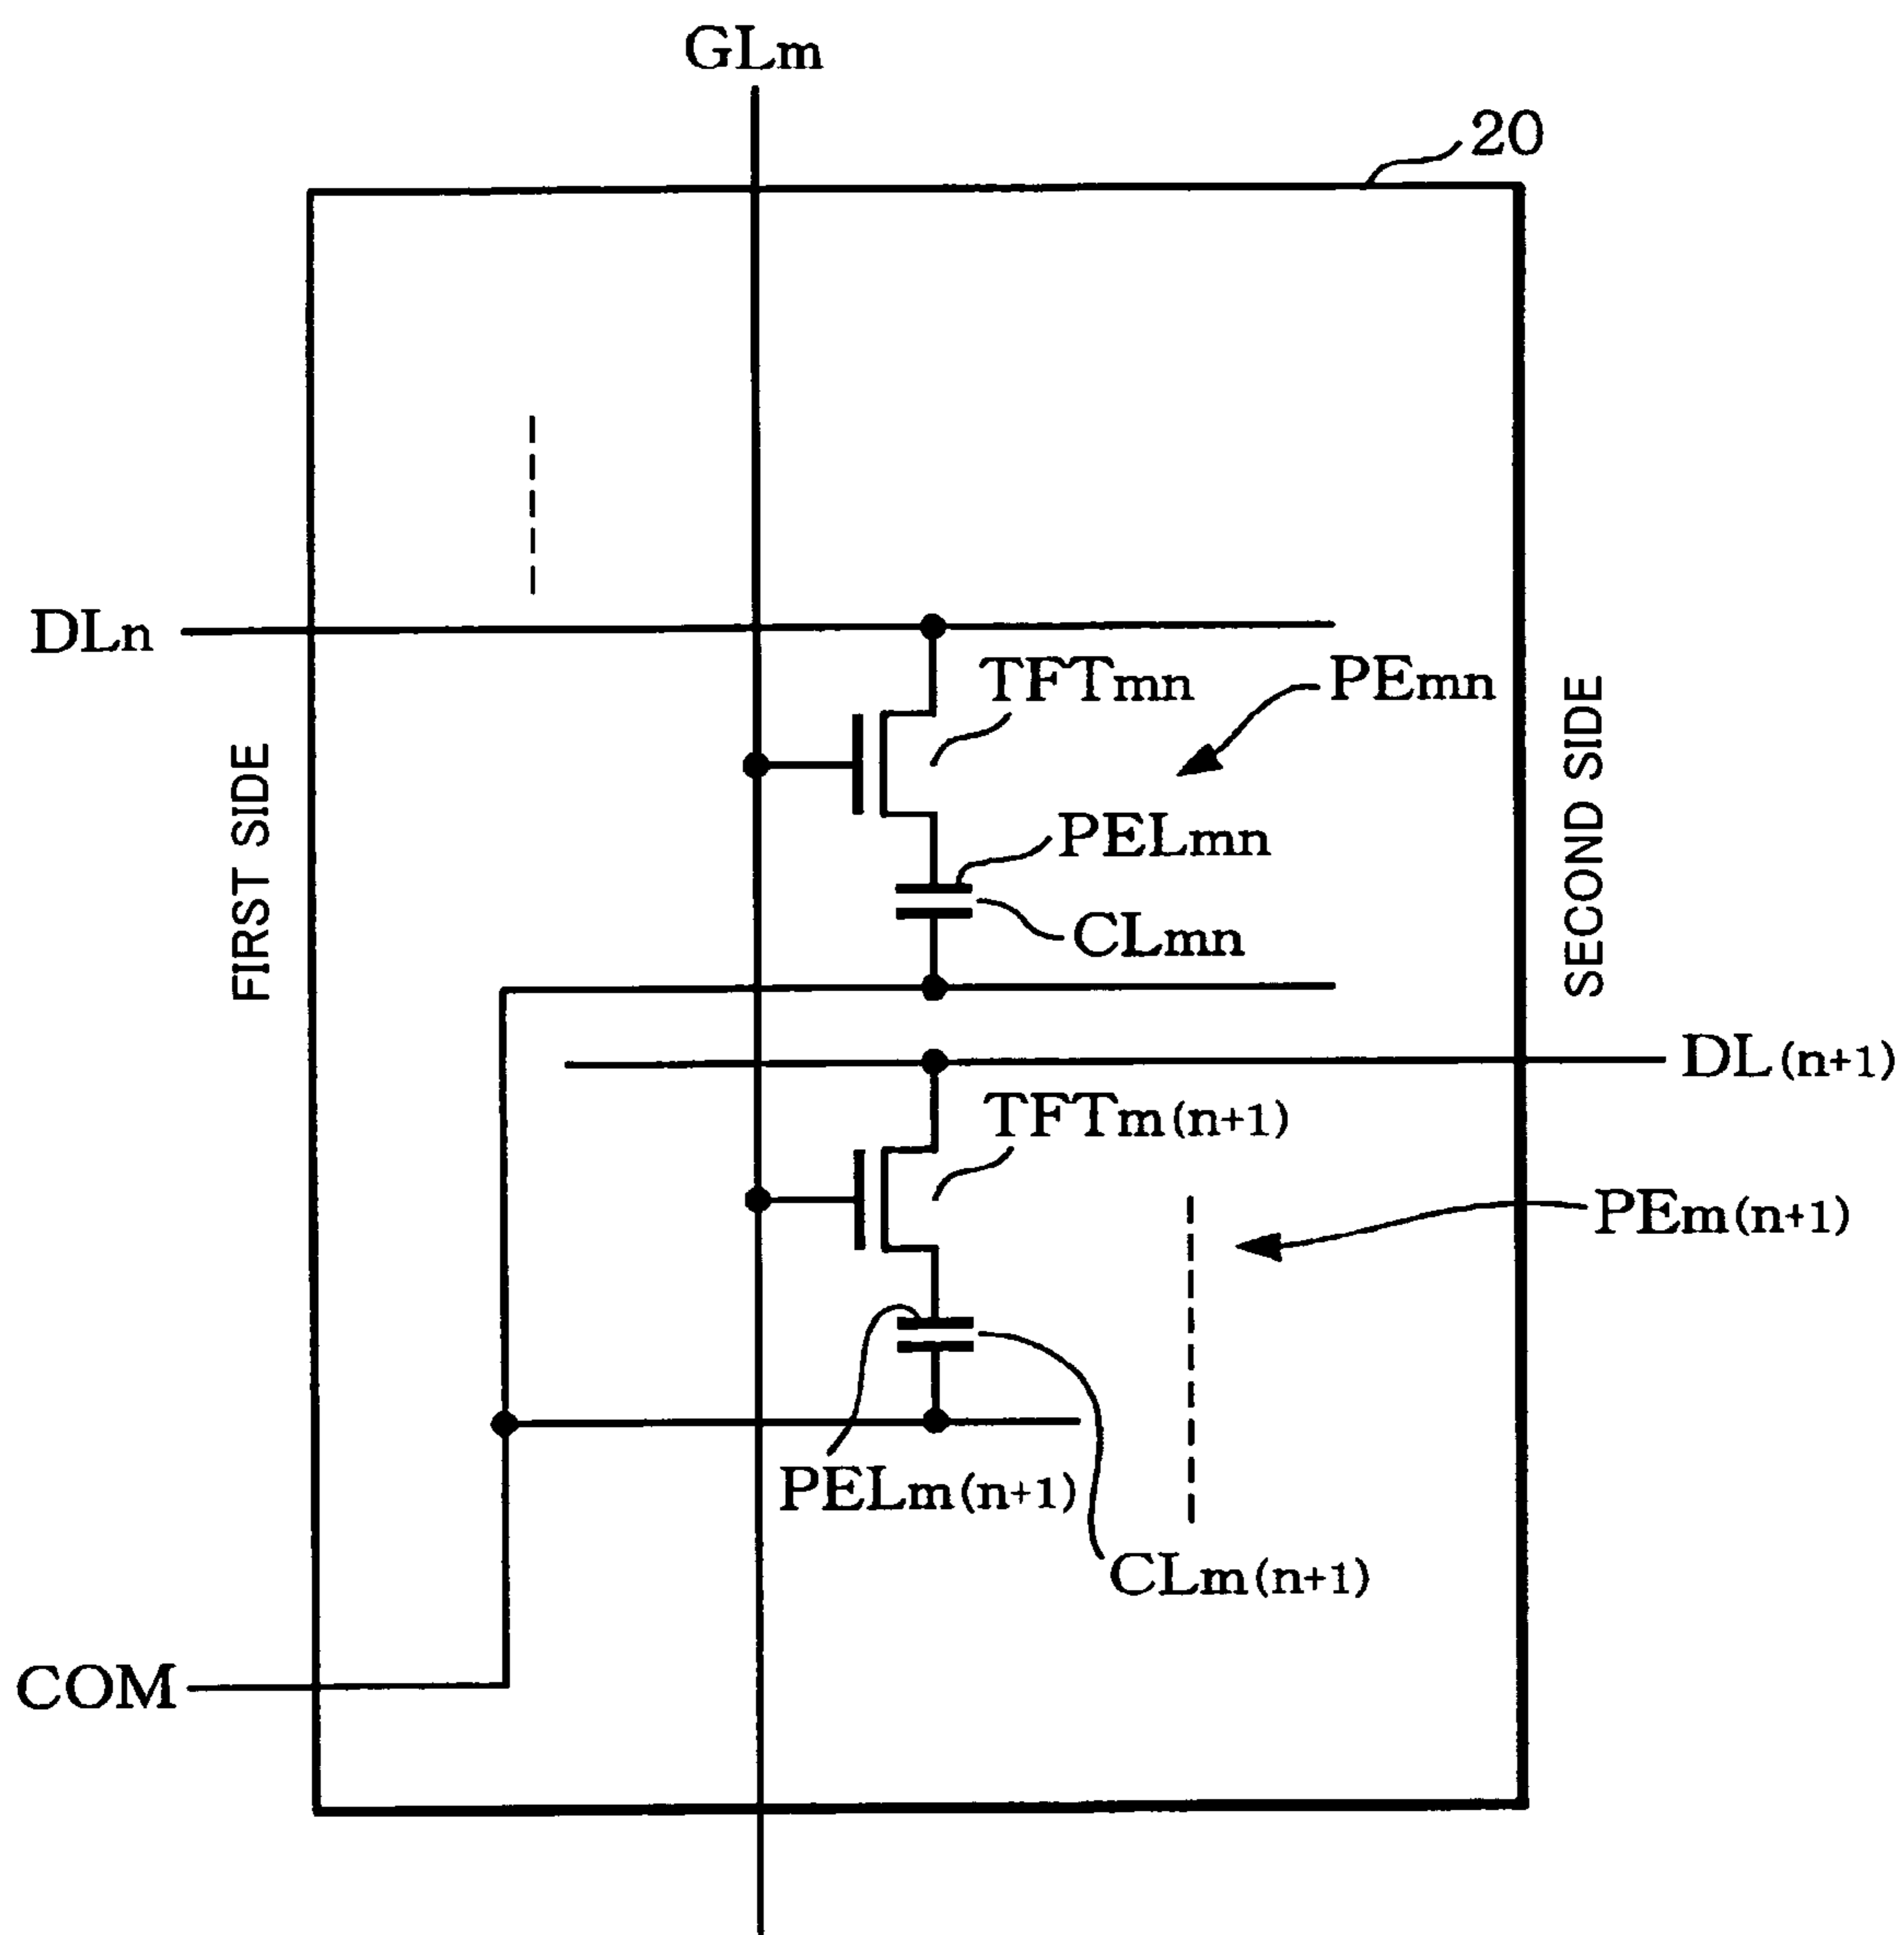 GLm
20
DLn
TFTmn
PEmn
PELmn
CLmn
FIRST SIDE
SECOND SIDE
DL(n+1)
TFTm(n+1)
PEm(n+1)
PELm(n+1)
CLm(n+1)
COM